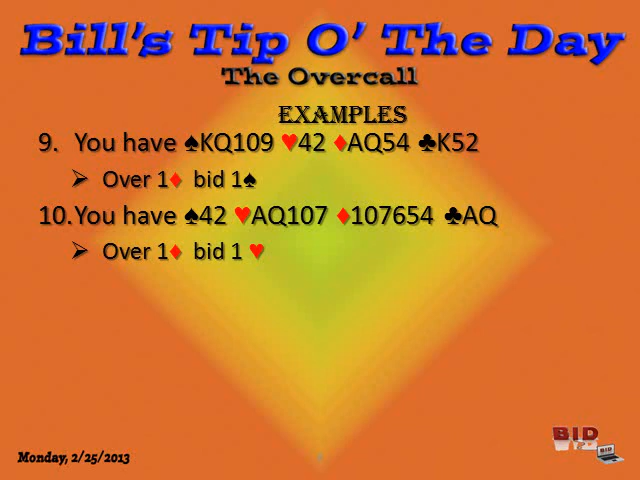 Bill's Tip O' The Day
The Overcall
EXAMPLES
9. You have ♠KQ109 ♥42 ♦AQ54 ♣K52
➢ Over 1♦ bid 1♠
10. You have ♠42 ♥AQ107 ♦107654 ♣AQ
➢ Over 1♦ bid 1 ♥
Monday, 2/25/2013
BID